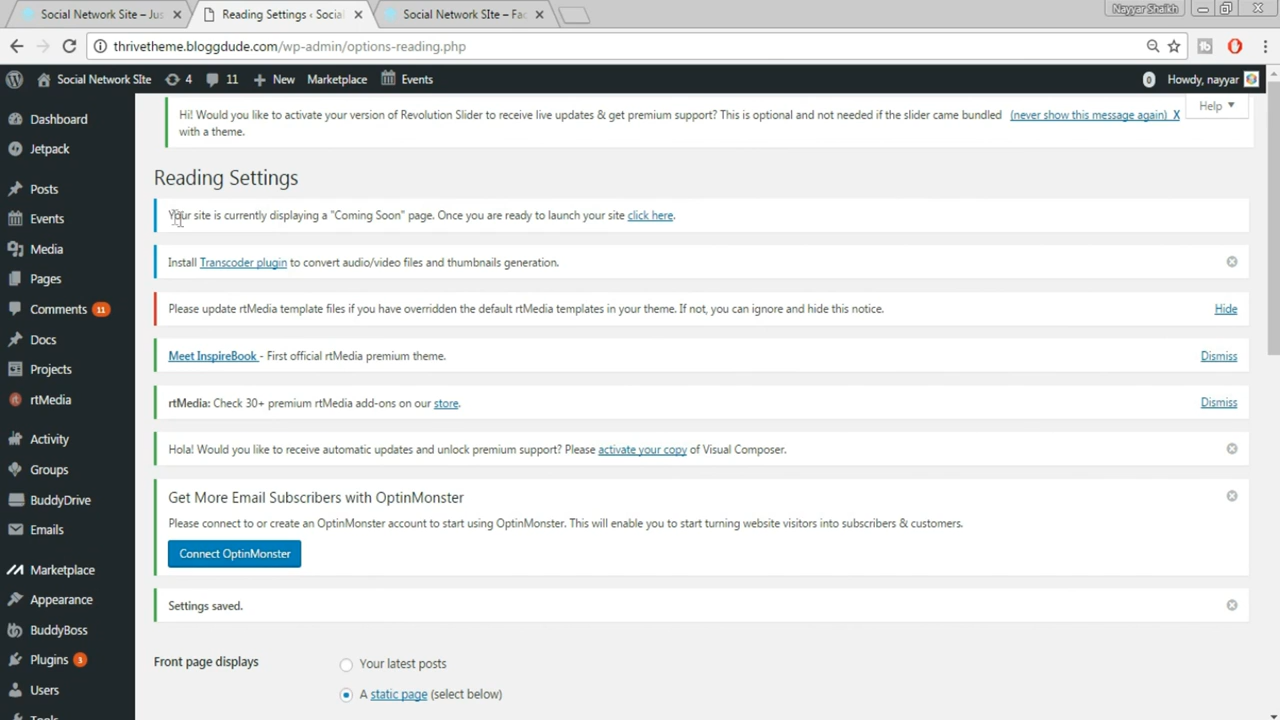 Social Network Site – Jus
Reading Settings ‹ Social
Social Network SIte – Fac
Nayyar Shaikh
thrivetheme.bloggdude.com/wp-admin/options-reading.php
Social Network SIte
4
11
New
Marketplace
Events
0
Howdy, nayyar
Hi! Would you like to activate your version of Revolution Slider to receive live updates & get premium support? This is optional and not needed if the slider came bundled
with a theme.
(never show this message again) X
Help
Dashboard
Jetpack
Posts
Events
Media
Pages
Comments 11
Docs
Projects
rtMedia
Activity
Groups
BuddyDrive
Emails
Marketplace
Appearance
BuddyBoss
Plugins 3
Users
Tools
Reading Settings
Your site is currently displaying a "Coming Soon" page. Once you are ready to launch your site click here.
Install Transcoder plugin to convert audio/video files and thumbnails generation.
Please update rtMedia template files if you have overridden the default rtMedia templates in your theme. If not, you can ignore and hide this notice.
Hide
Meet InspireBook - First official rtMedia premium theme.
Dismiss
rtMedia: Check 30+ premium rtMedia add-ons on our store.
Dismiss
Hola! Would you like to receive automatic updates and unlock premium support? Please activate your copy of Visual Composer.
Get More Email Subscribers with OptinMonster
Please connect to or create an OptinMonster account to start using OptinMonster. This will enable you to start turning website visitors into subscribers & customers.
Connect OptinMonster
Settings saved.
Front page displays
Your latest posts
A static page (select below)